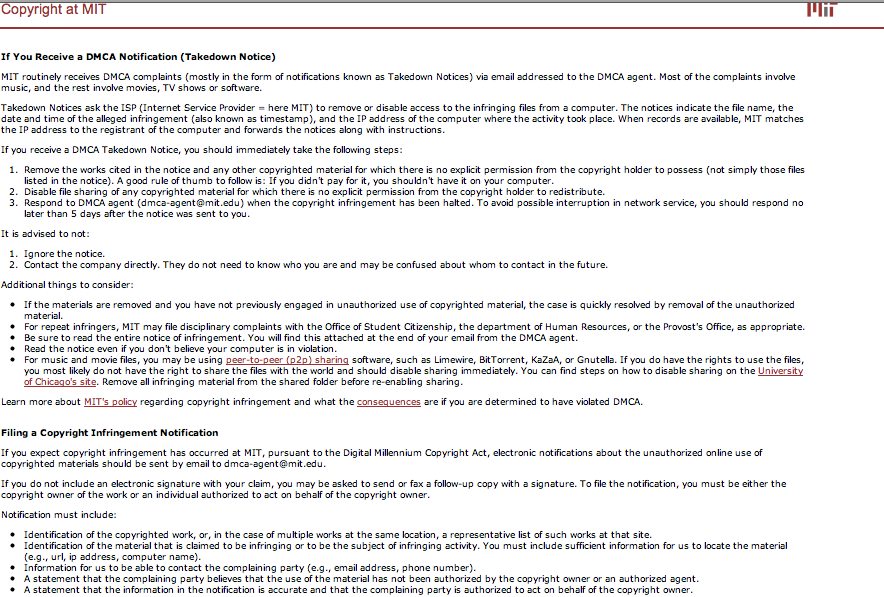 Copyright at MIT
MIT
If You Receive a DMCA Notification (Takedown Notice)
MIT routinely receives DMCA complaints (mostly in the form of notifications known as Takedown Notices) via email addressed to the DMCA agent. Most of the complaints involve
music, and the rest involve movies, TV shows or software.
Takedown Notices ask the ISP (Internet Service Provider = here MIT) to remove or disable access to the infringing files from a computer. The notices indicate the file name, the
date and time of the alleged infringement (also known as timestamp), and the IP address of the computer where the activity took place. When records are available, MIT matches
the IP address to the registrant of the computer and forwards the notices along with instructions.
If you receive a DMCA Takedown Notice, you should immediately take the following steps:
1. Remove the works cited in the notice and any other copyrighted material for which there is no explicit permission from the copyright holder to possess (not simply those files
listed in the notice). A good rule of thumb to follow is: If you didn't pay for it, you shouldn't have it on your computer.
2. Disable file sharing of any copyrighted material for which there is no explicit permission from the copyright holder to redistribute.
3. Respond to DMCA agent (dmca-agent@mit.edu) when the copyright infringement has been halted. To avoid possible interruption in network service, you should respond no
later than 5 days after the notice was sent to you.
It is advised to not:
1. Ignore the notice.
2. Contact the company directly. They do not need to know who you are and may be confused about whom to contact in the future.
Additional things to consider:
• If the materials are removed and you have not previously engaged in unauthorized use of copyrighted material, the case is quickly resolved by removal of the unauthorized
material.
• For repeat infringers, MIT may file disciplinary complaints with the Office of Student Citizenship, the department of Human Resources, or the Provost's Office, as appropriate.
• Be sure to read the entire notice of infringement. You will find this attached at the end of your email from the DMCA agent.
• Read the notice even if you don't believe your computer is in violation.
• For music and movie files, you may be using peer-to-peer (p2p) sharing software, such as Limewire, BitTorrent, KaZaA, or Gnutella. If you do have the rights to use the files,
you most likely do not have the right to share the files with the world and should disable sharing immediately. You can find steps on how to disable sharing on the University
of Chicago's site. Remove all infringing material from the shared folder before re-enabling sharing.
Learn more about MIT's policy regarding copyright infringement and what the consequences are if you are determined to have violated DMCA.
Filing a Copyright Infringement Notification
If you expect copyright infringement has occurred at MIT, pursuant to the Digital Millennium Copyright Act, electronic notifications about the unauthorized online use of
copyrighted materials should be sent by email to dmca-agent@mit.edu.
If you do not include an electronic signature with your claim, you may be asked to send or fax a follow-up copy with a signature. To file the notification, you must be either the
copyright owner of the work or an individual authorized to act on behalf of the copyright owner.
Notification must include:
• Identification of the copyrighted work, or, in the case of multiple works at the same location, a representative list of such works at that site.
• Identification of the material that is claimed to be infringing or to be the subject of infringing activity. You must include sufficient information for us to locate the material
(e.g., url, ip address, computer name).
• Information for us to be able to contact the complaining party (e.g., email address, phone number).
• A statement that the complaining party believes that the use of the material has not been authorized by the copyright owner or an authorized agent.
• A statement that the information in the notification is accurate and that the complaining party is authorized to act on behalf of the copyright owner.